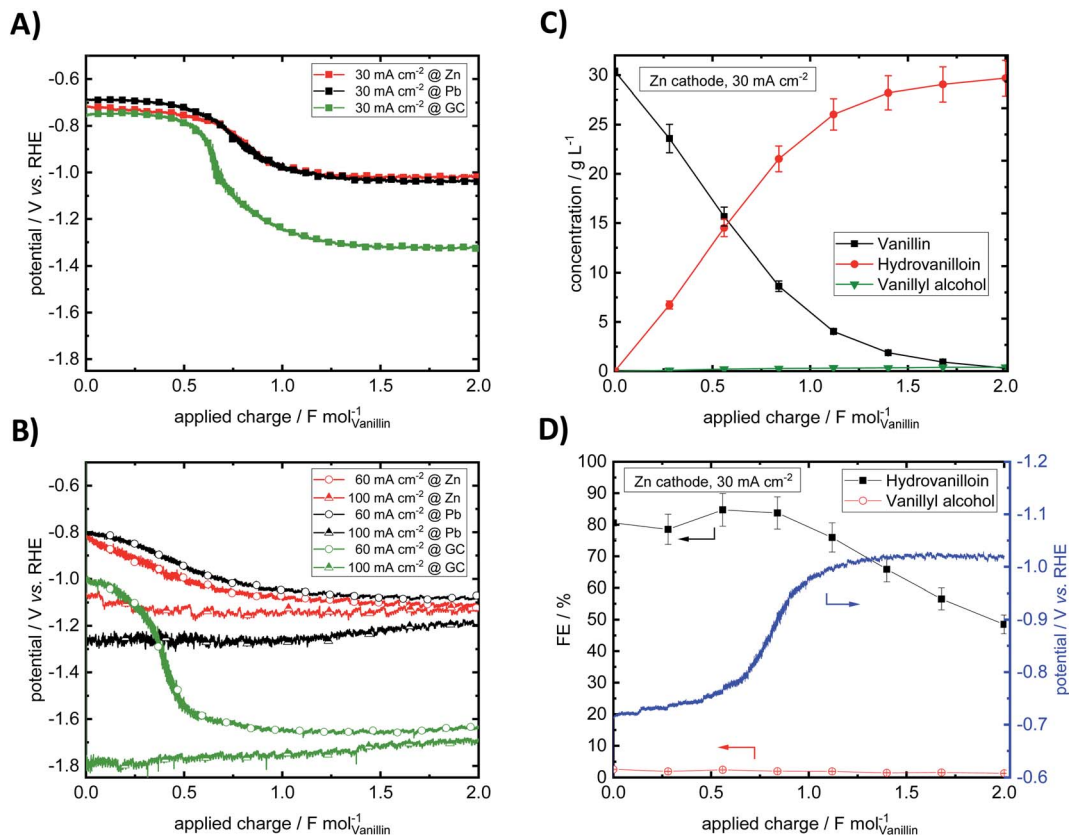 A)
-0.6
-0.8
-1.0
-1.2
-1.4
-1.6
-1.8
potential / V vs. RHE
30 mA cm⁻² @ Zn
30 mA cm⁻² @ Pb
30 mA cm⁻² @ GC
0.0 0.5 1.0 1.5 2.0
applied charge / F mol⁻¹Vanillin
C)
30
25
20
15
10
5
0
concentration / g L⁻¹
Zn cathode, 30 mA cm⁻²
Vanillin
Hydrovanilloin
Vanillyl alcohol
0.0 0.5 1.0 1.5 2.0
applied charge / F mol⁻¹Vanillin
B)
-0.6
-0.8
-1.0
-1.2
-1.4
-1.6
-1.8
potential / V vs. RHE
60 mA cm⁻² @ Zn
100 mA cm⁻² @ Zn
60 mA cm⁻² @ Pb
100 mA cm⁻² @ Pb
60 mA cm⁻² @ GC
100 mA cm⁻² @ GC
0.0 0.5 1.0 1.5 2.0
applied charge / F mol⁻¹Vanillin
D)
100
90
80
70
60
50
40
30
20
10
0
FE / %
Zn cathode, 30 mA cm⁻²
Hydrovanilloin
Vanillyl alcohol
-1.2
-1.1
-1.0
-0.9
-0.8
-0.7
-0.6
potential / V vs. RHE
0.0 0.5 1.0 1.5 2.0
applied charge / F mol⁻¹Vanillin